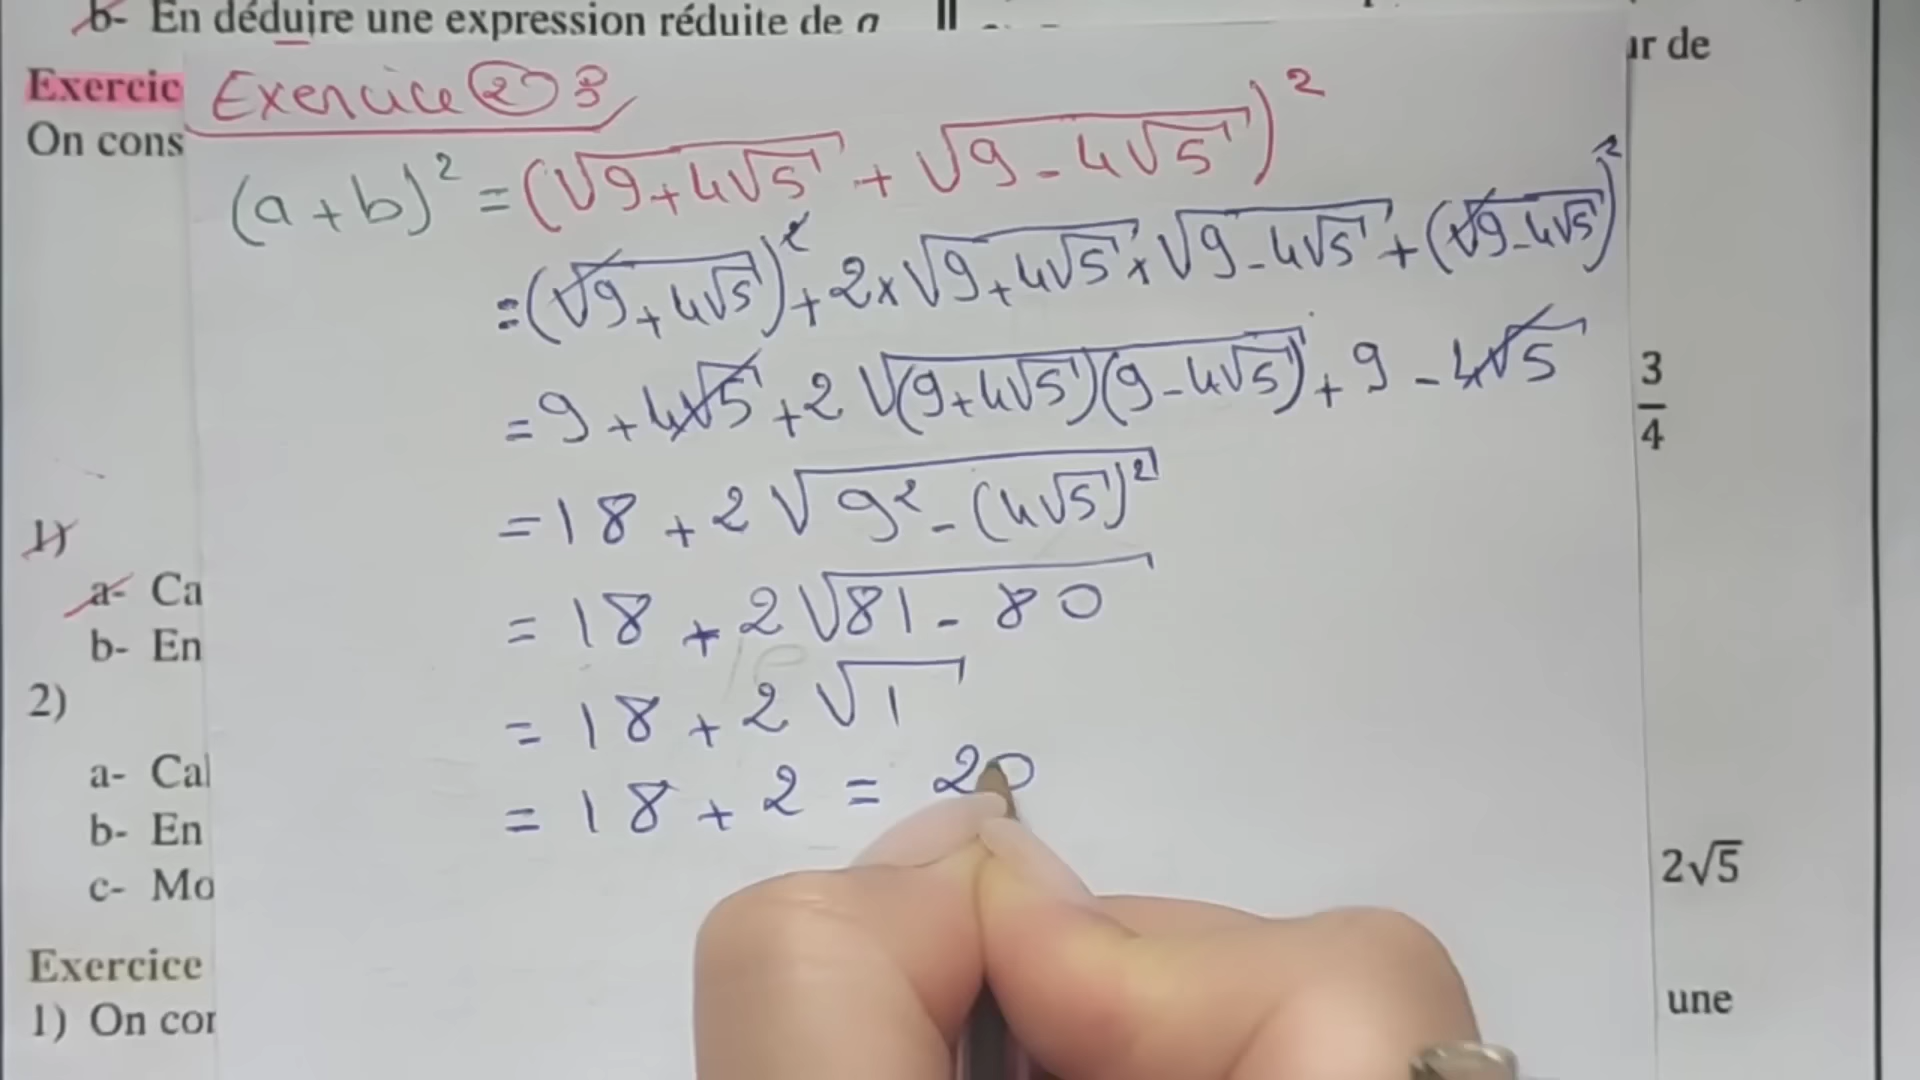 b- En déduire une expression réduite de a
ur de
Exercic
Exercice 2 :
On cons
(a+b)² = (√(9+4√5) + √(9-4√5))²
= (√(9+4√5))² + 2×√(9+4√5)×√(9-4√5) + (√(9-4√5))²
= 9 + 4√5 + 2√((9+4√5)(9-4√5)) + 9 - 4√5
3/4
= 18 + 2√(9² - (4√5)²)
1)
a- Ca
= 18 + 2√(81 - 80)
b- En
2)
= 18 + 2√1
a- Cal
= 18 + 2 = 20
b- En
c- Mo
2√5
Exercice
1) On con
une